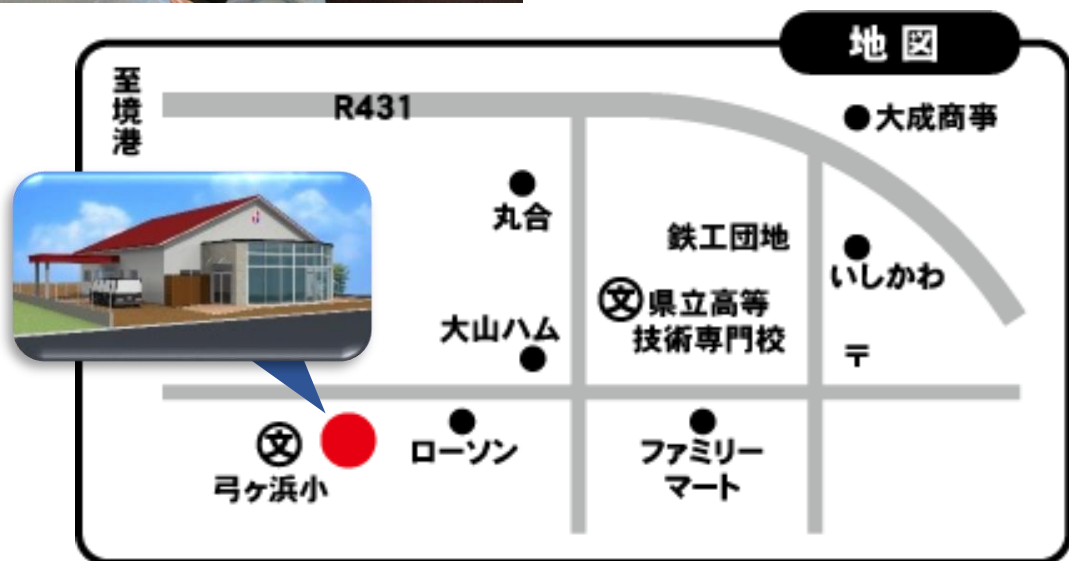 地図
至境港
R431
大成商事
丸合
鉄工団地
いしかわ
㉆県立高等
技術専門校
大山ハム
〒
㉆
ローソン
ファミリー
マート
弓ヶ浜小